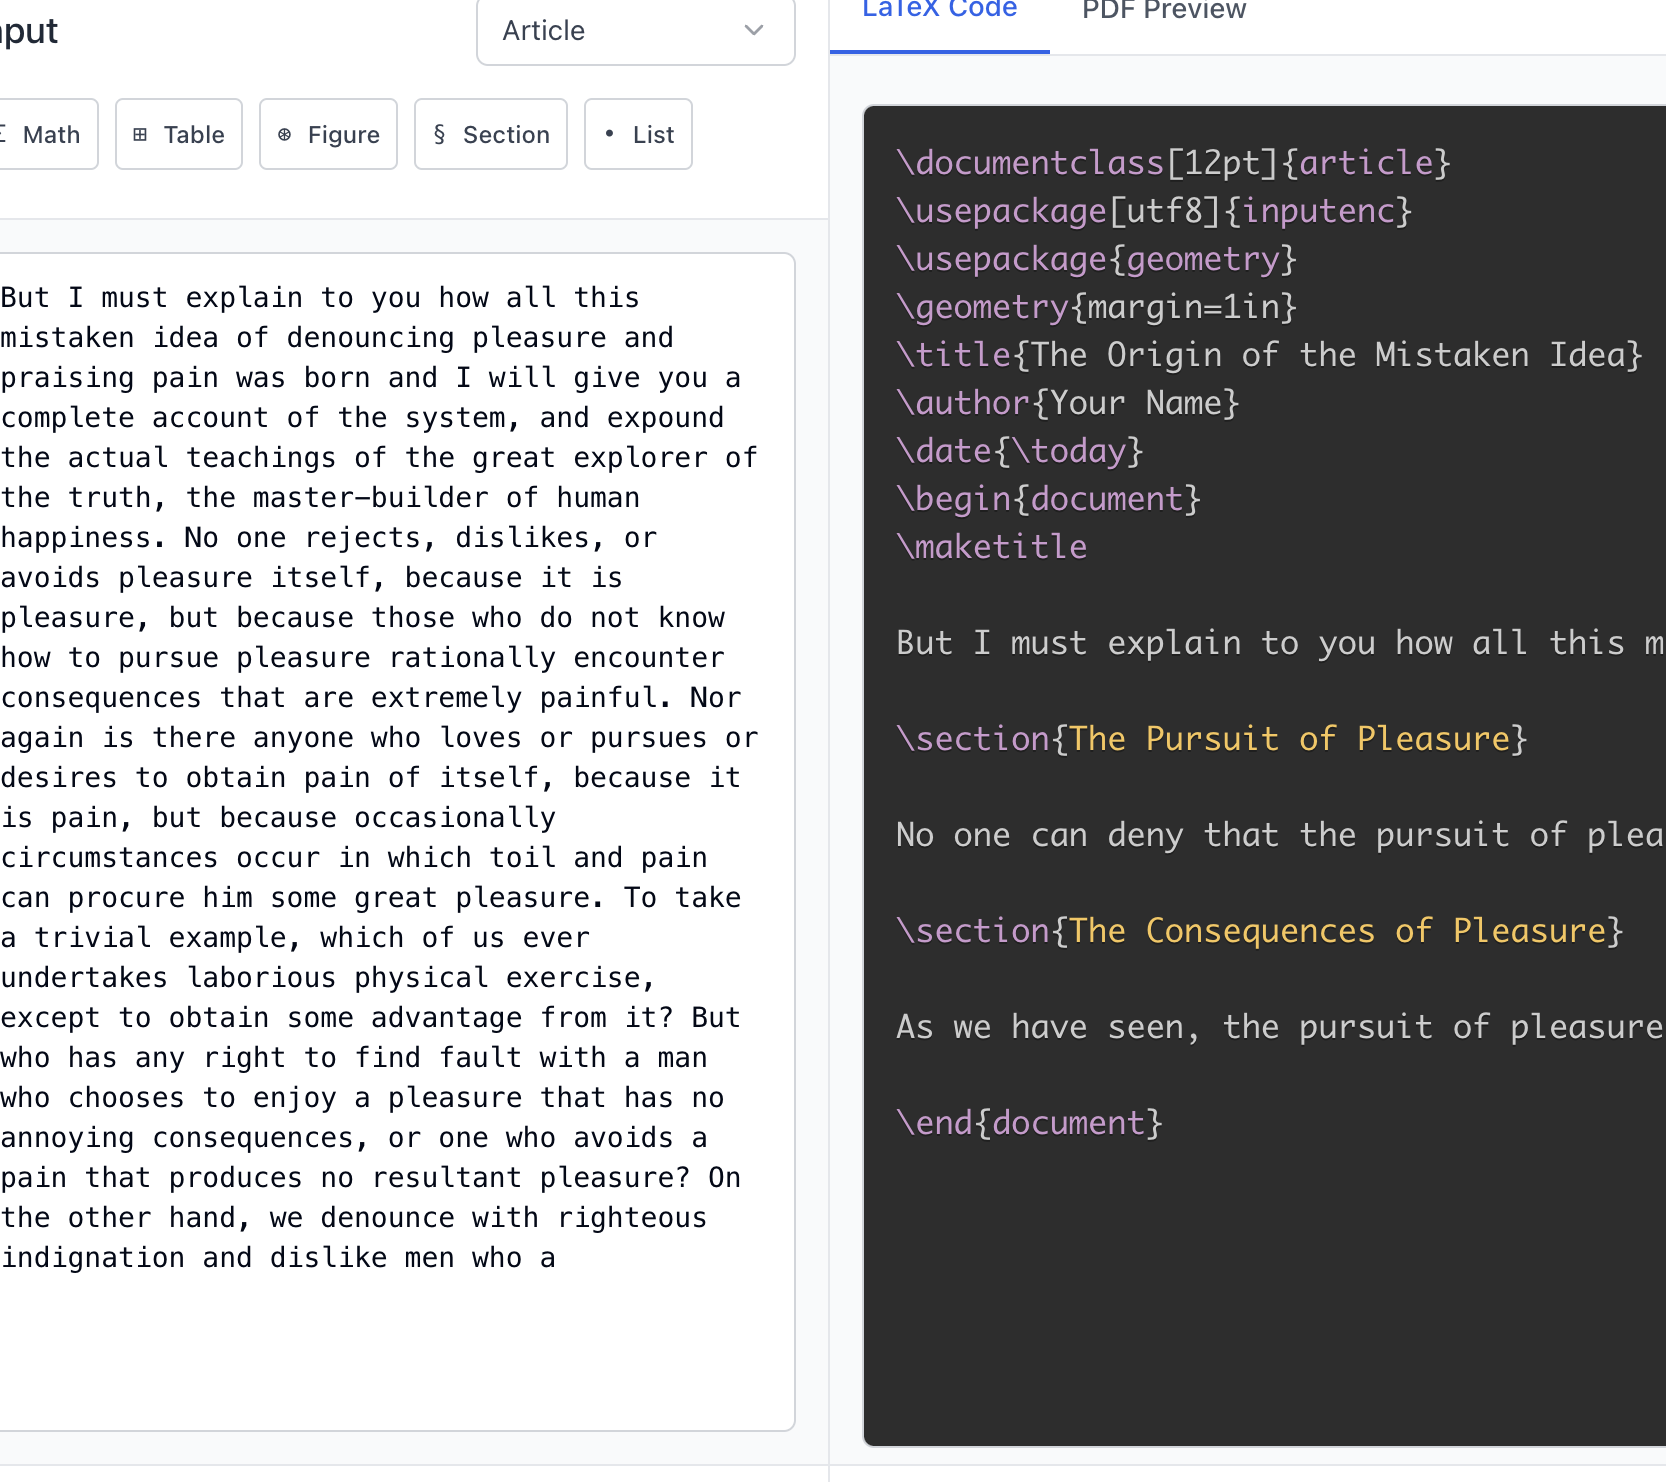 Article
Math
Table
Figure
§ Section
• List
But I must explain to you how all this
mistaken idea of denouncing pleasure and
praising pain was born and I will give you a
complete account of the system, and expound
the actual teachings of the great explorer of
the truth, the master-builder of human
happiness. No one rejects, dislikes, or
avoids pleasure itself, because it is
pleasure, but because those who do not know
how to pursue pleasure rationally encounter
consequences that are extremely painful. Nor
again is there anyone who loves or pursues or
desires to obtain pain of itself, because it
is pain, but because occasionally
circumstances occur in which toil and pain
can procure him some great pleasure. To take
a trivial example, which of us ever
undertakes laborious physical exercise,
except to obtain some advantage from it? But
who has any right to find fault with a man
who chooses to enjoy a pleasure that has no
annoying consequences, or one who avoids a
pain that produces no resultant pleasure? On
the other hand, we denounce with righteous
indignation and dislike men who a
LaTeX Code
PDF Preview
\documentclass[12pt]{article}
\usepackage[utf8]{inputenc}
\usepackage{geometry}
\geometry{margin=1in}
\title{The Origin of the Mistaken Idea}
\author{Your Name}
\date{\today}
\begin{document}
\maketitle
But I must explain to you how all this
\section{The Pursuit of Pleasure}
No one can deny that the pursuit of
\section{The Consequences of Pleasure}
As we have seen, the pursuit of pleasure
\end{document}